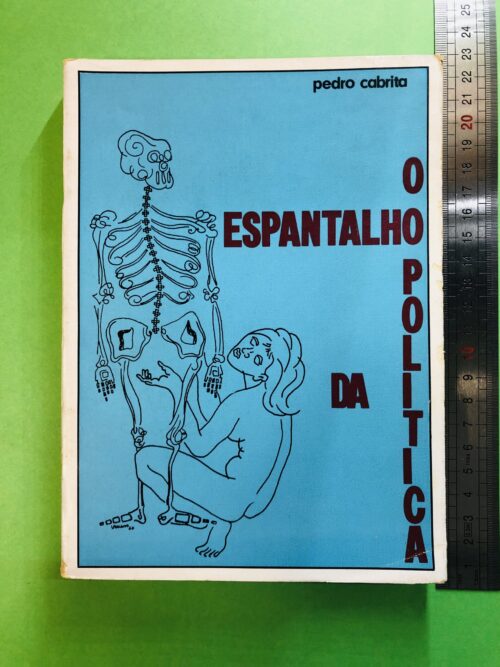 pedro cabrita
O
ESPANTALHO
DA
POLITICA